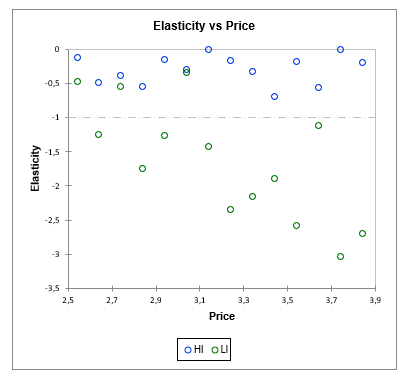 Elasticity vs Price
0
-0,5
-1
-1,5
-2
-2,5
-3
-3,5
Elasticity
2,5 2,7 2,9 3,1 3,3 3,5 3,7 3,9
Price
HI LI